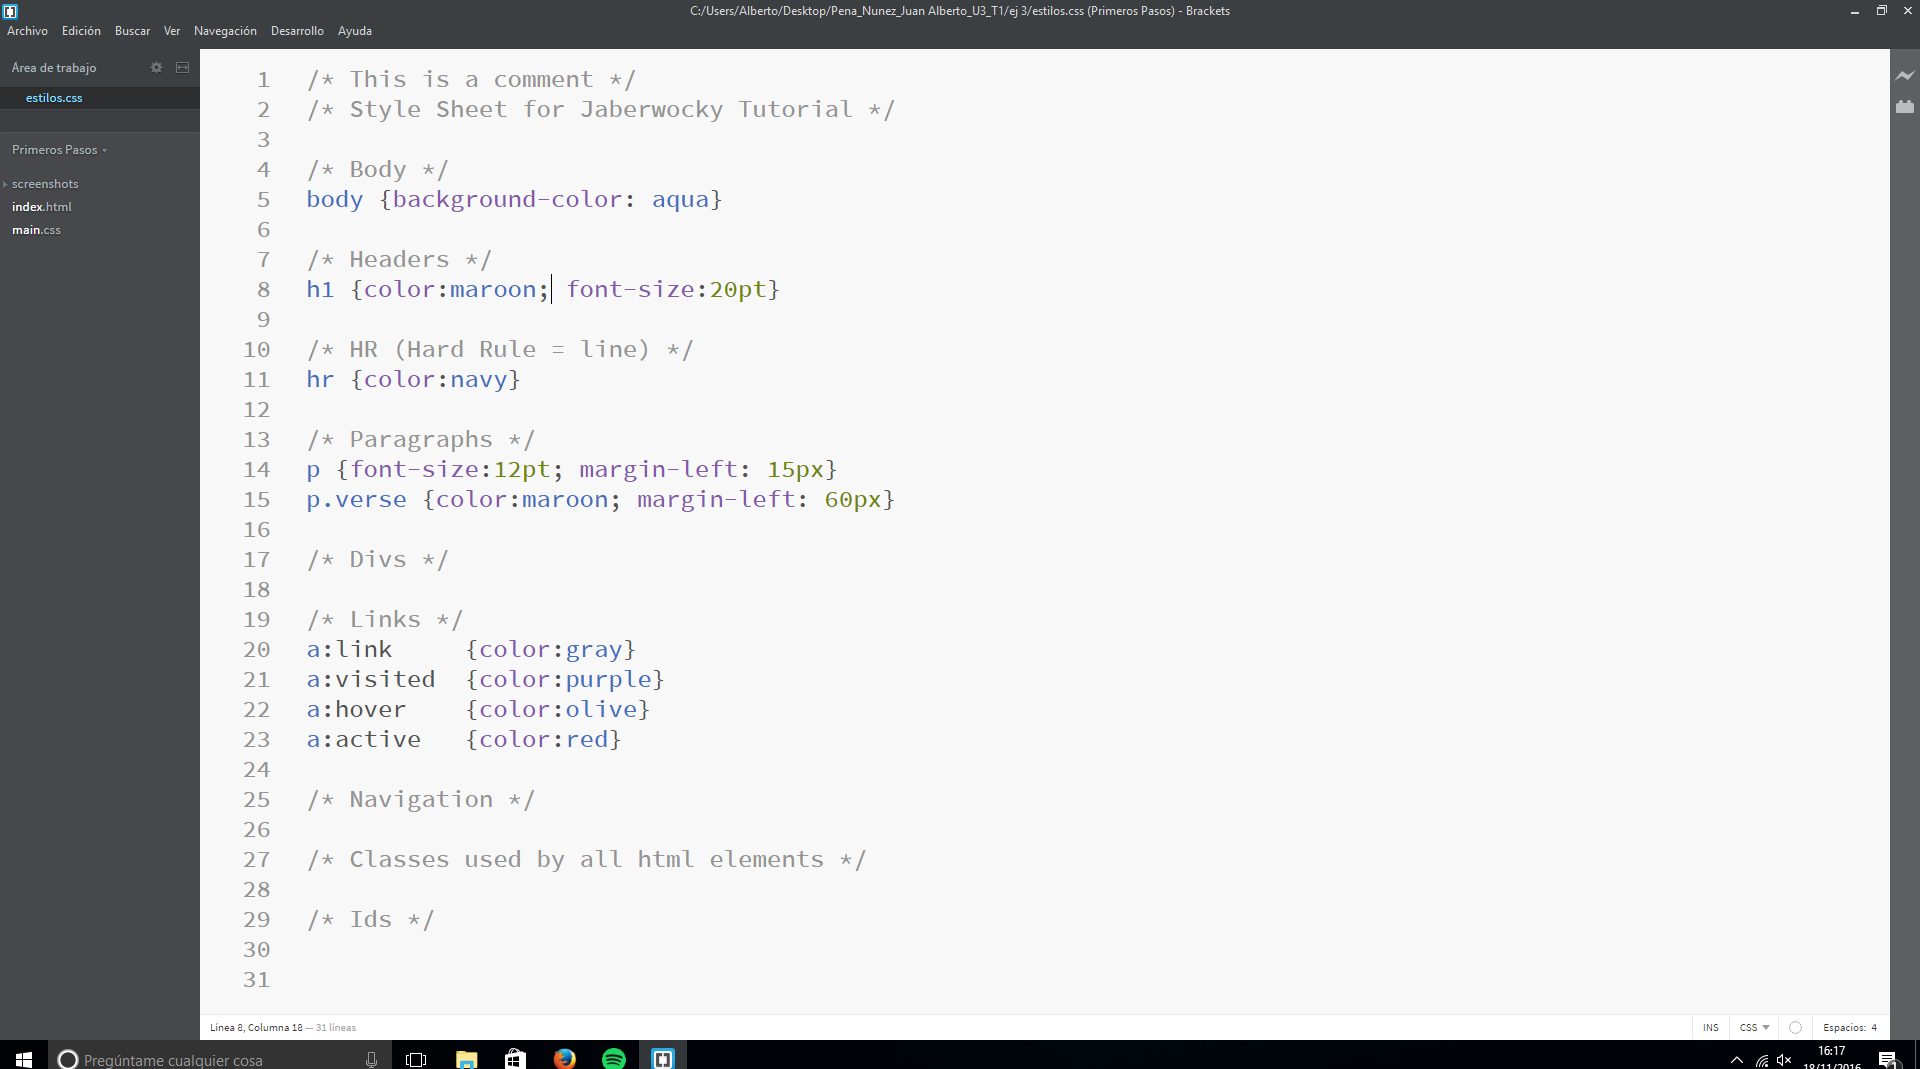 C:/Users/Alberto/Desktop/Pena_Nunez_Juan Alberto_U3_T1/ej 3/estilos.css (Primeros Pasos) - Brackets
Archivo Edición Buscar Ver Navegación Desarrollo Ayuda
Área de trabajo
estilos.css
Primeros Pasos
screenshots
index.html
main.css
1 /* This is a comment */
2 /* Style Sheet for Jaberwocky Tutorial */
3
4 /* Body */
5 body {background-color: aqua}
6
7 /* Headers */
8 h1 {color:maroon; font-size:20pt}
9
10 /* HR (Hard Rule = line) */
11 hr {color:navy}
12
13 /* Paragraphs */
14 p {font-size:12pt; margin-left: 15px}
15 p.verse {color:maroon; margin-left: 60px}
16
17 /* Divs */
18
19 /* Links */
20 a:link     {color:gray}
21 a:visited  {color:purple}
22 a:hover    {color:olive}
23 a:active   {color:red}
24
25 /* Navigation */
26
27 /* Classes used by all html elements */
28
29 /* Ids */
30
31
Línea 8, Columna 18 — 31 líneas
INS CSS Espacios: 4
Pregúntame cualquier cosa
16:17
18/11/2016